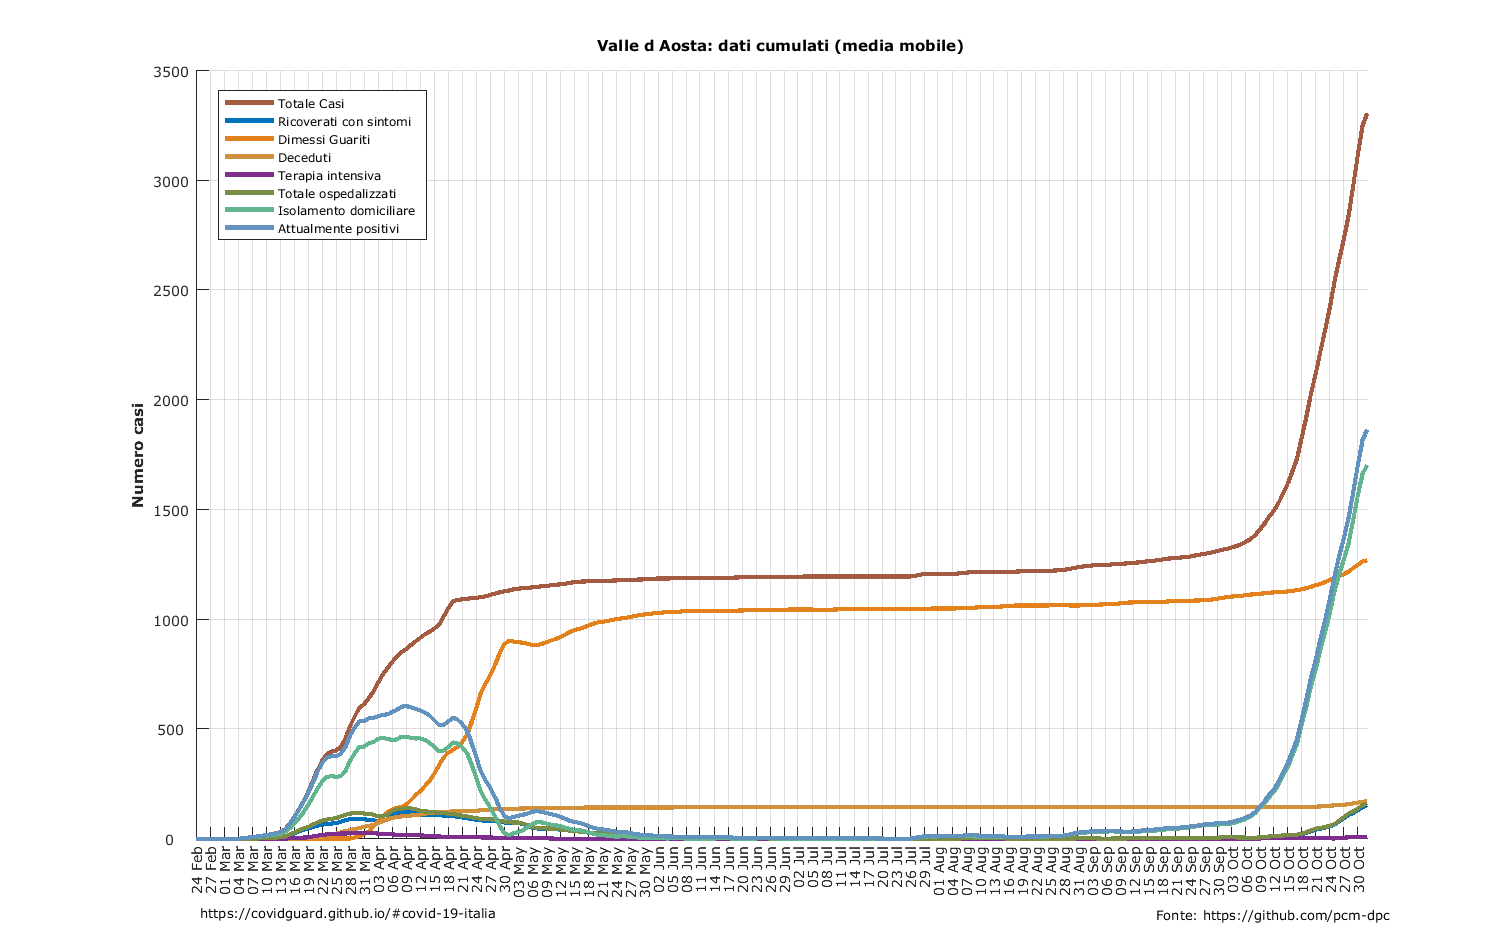 Valle d Aosta: dati cumulati (media mobile)
3500
3000
2500
2000
1500
1000
500
0
Numero casi
Totale Casi
Ricoverati con sintomi
Dimessi Guariti
Deceduti
Terapia intensiva
Totale ospedalizzati
Isolamento domiciliare
Attualmente positivi
24 Feb
27 Feb
01 Mar
04 Mar
07 Mar
10 Mar
13 Mar
16 Mar
19 Mar
22 Mar
25 Mar
28 Mar
31 Mar
03 Apr
06 Apr
09 Apr
12 Apr
15 Apr
18 Apr
21 Apr
24 Apr
27 Apr
30 Apr
03 May
06 May
09 May
12 May
15 May
18 May
21 May
24 May
27 May
30 May
02 Jun
05 Jun
08 Jun
11 Jun
14 Jun
17 Jun
20 Jun
23 Jun
26 Jun
29 Jun
02 Jul
05 Jul
08 Jul
11 Jul
14 Jul
17 Jul
20 Jul
23 Jul
26 Jul
29 Jul
01 Aug
04 Aug
07 Aug
10 Aug
13 Aug
16 Aug
19 Aug
22 Aug
25 Aug
28 Aug
31 Aug
03 Sep
06 Sep
09 Sep
12 Sep
15 Sep
18 Sep
21 Sep
24 Sep
27 Sep
30 Sep
03 Oct
06 Oct
09 Oct
12 Oct
15 Oct
18 Oct
21 Oct
24 Oct
27 Oct
30 Oct
https://covidguard.github.io/#covid-19-italia
Fonte: https://github.com/pcm-dpc